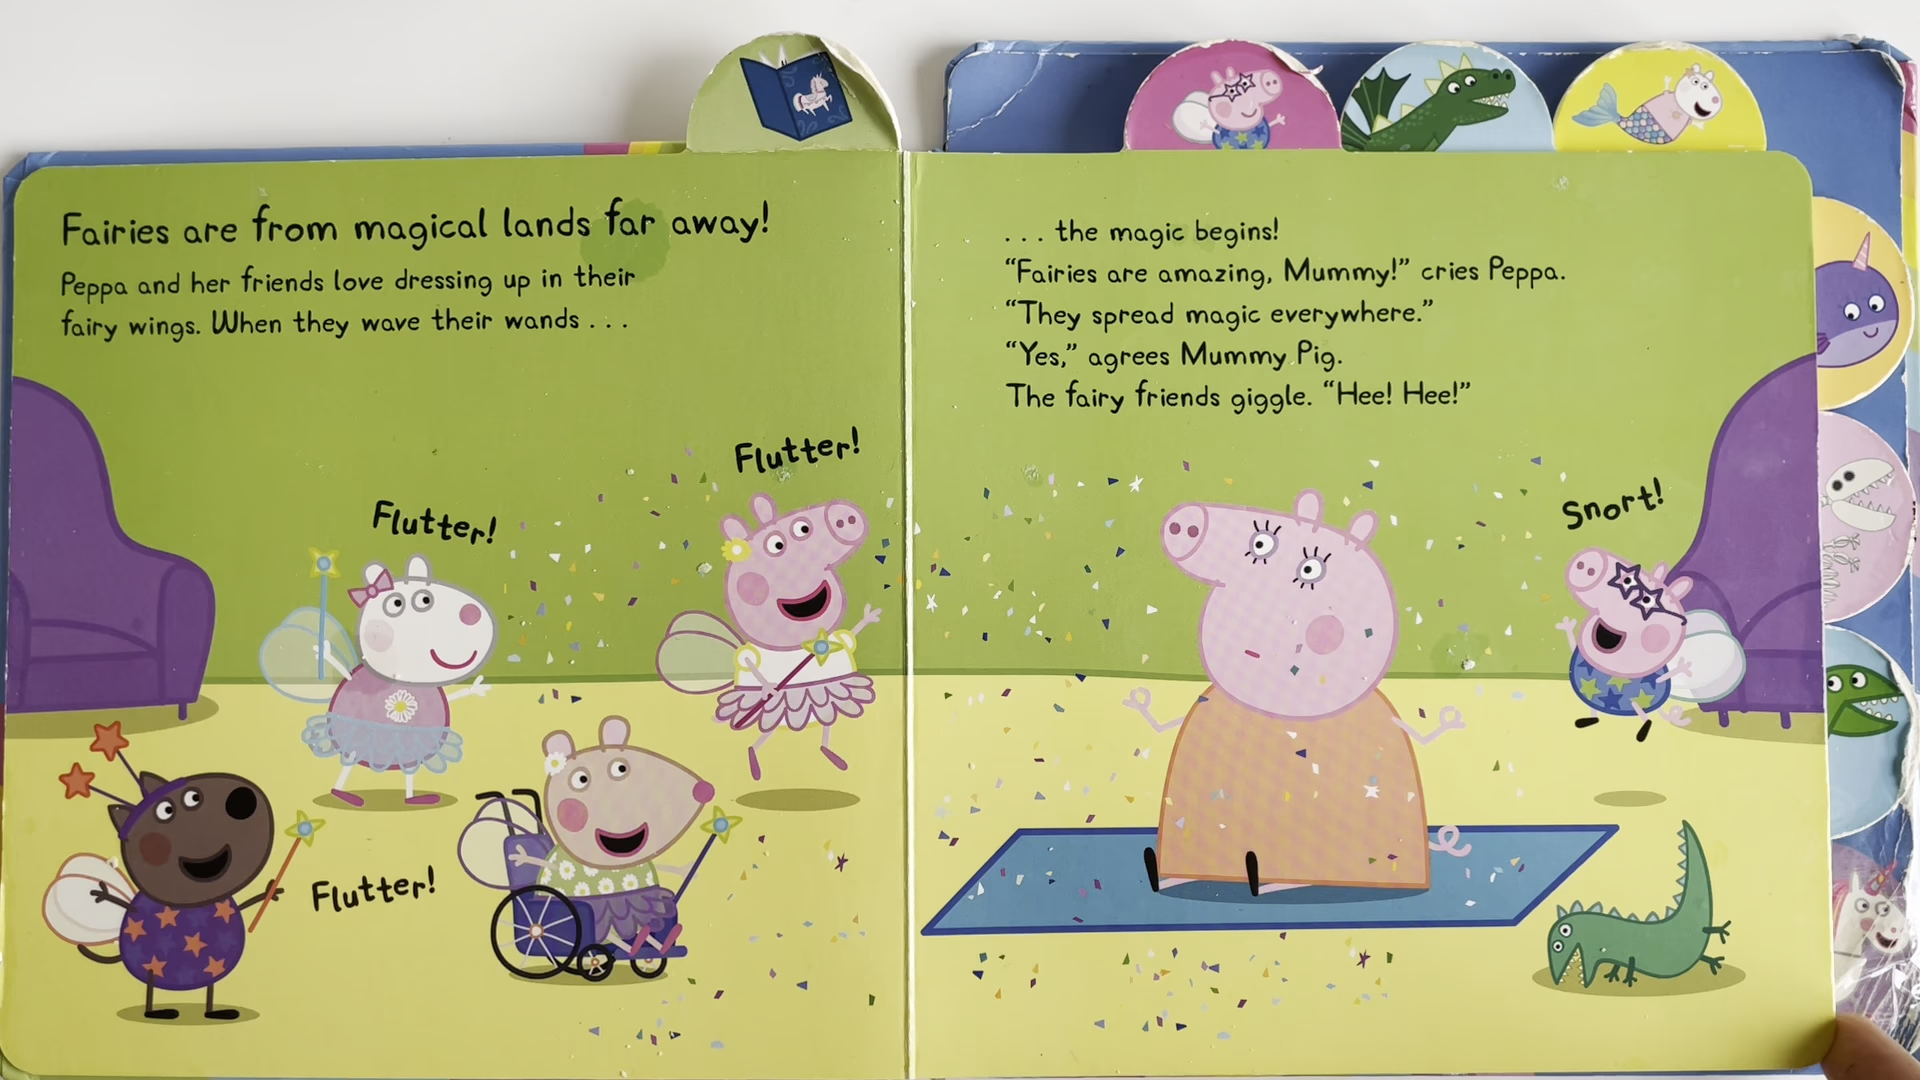 Fairies are from magical lands far away!
Peppa and her friends love dressing up in their
fairy wings. When they wave their wands . . .
Flutter!
Flutter!
Flutter!
. . . the magic begins!
“Fairies are amazing, Mummy!” cries Peppa.
“They spread magic everywhere.”
“Yes,” agrees Mummy Pig.
The fairy friends giggle. “Hee! Hee!”
Snort!